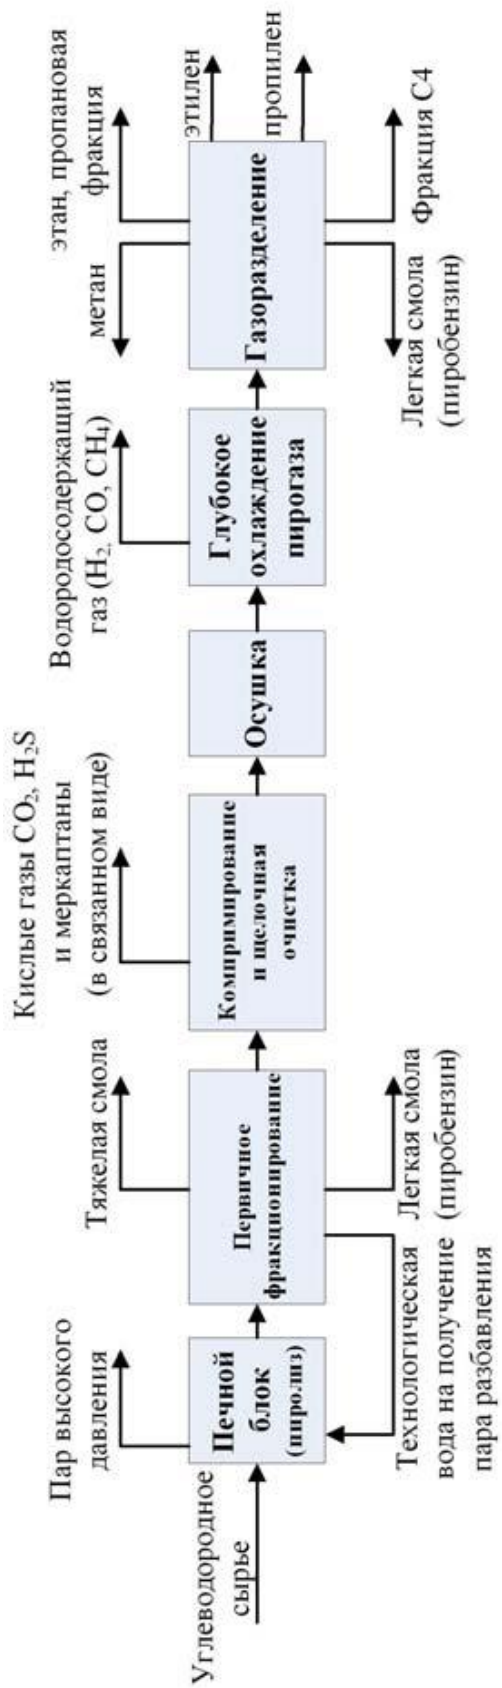 Углеводородное
сырье
Пар высокого
давления
Печной
блок
(пиролиз)
Технологическая
вода на получение
пара разбавления
Тяжелая смола
Первичное
фракционирование
Легкая смола
(пиробензин)
Кислые газы CO₂, H₂S
и меркаптаны
(в связанном виде)
Компримирование
и щелочная
очистка
Осушка
Водородосодержащий
газ (H₂, CO, CH₄)
Глубокое
охлаждение
пирогаза
метан
этан, пропановая
фракция
Газоразделение
этилен
пропилен
Легкая смола
(пиробензин)
Фракция С4